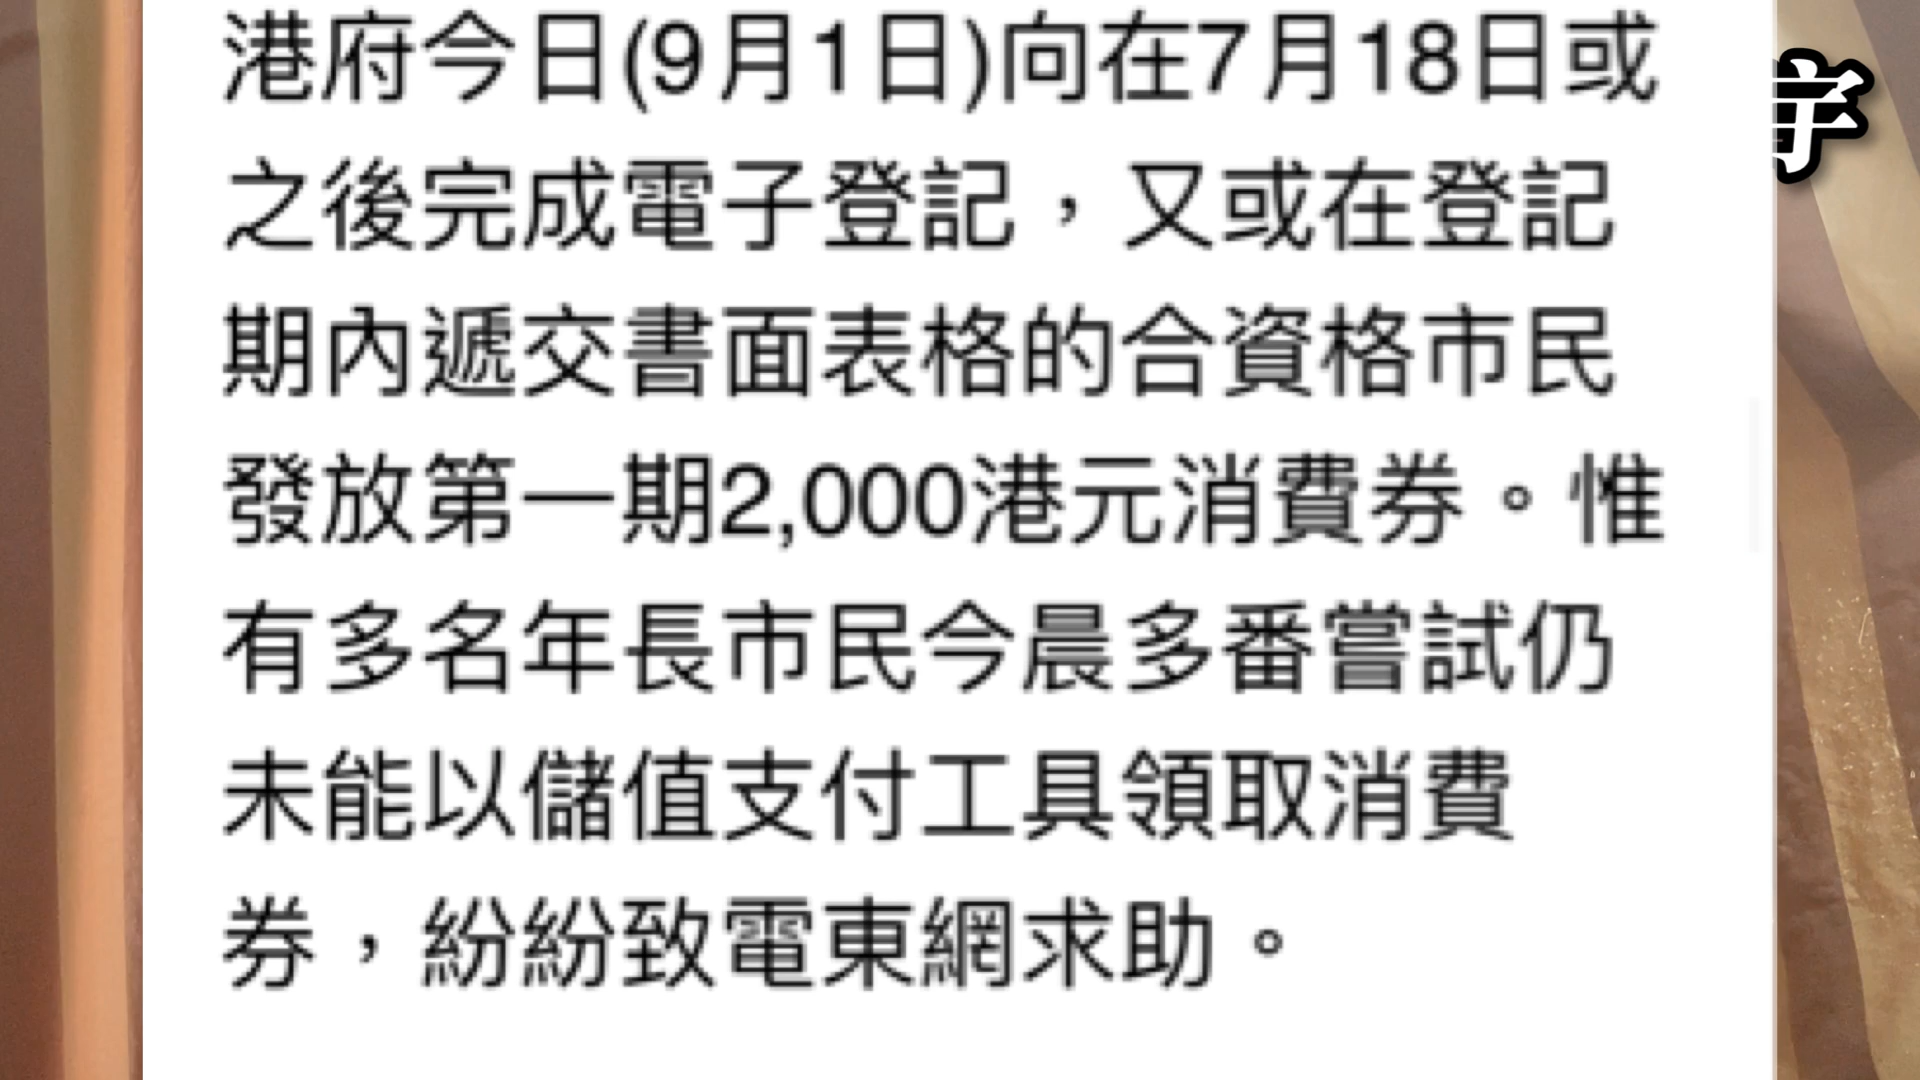 港府今日(9月1日)向在7月18日或
之後完成電子登記，又或在登記
期內遞交書面表格的合資格市民
發放第一期2,000港元消費券。惟
有多名年長市民今晨多番嘗試仍
未能以儲值支付工具領取消費
券，紛紛致電東網求助。